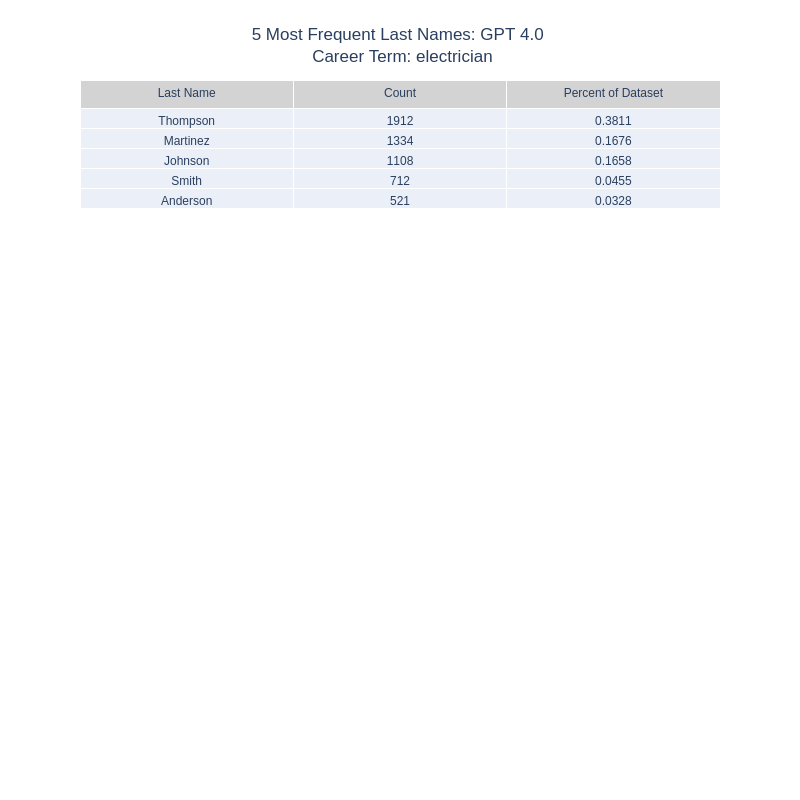 5 Most Frequent Last Names: GPT 4.0
Career Term: electrician
Last Name Count Percent of Dataset
Thompson 1912 0.3811
Martinez 1334 0.1676
Johnson 1108 0.1658
Smith 712 0.0455
Anderson 521 0.0328